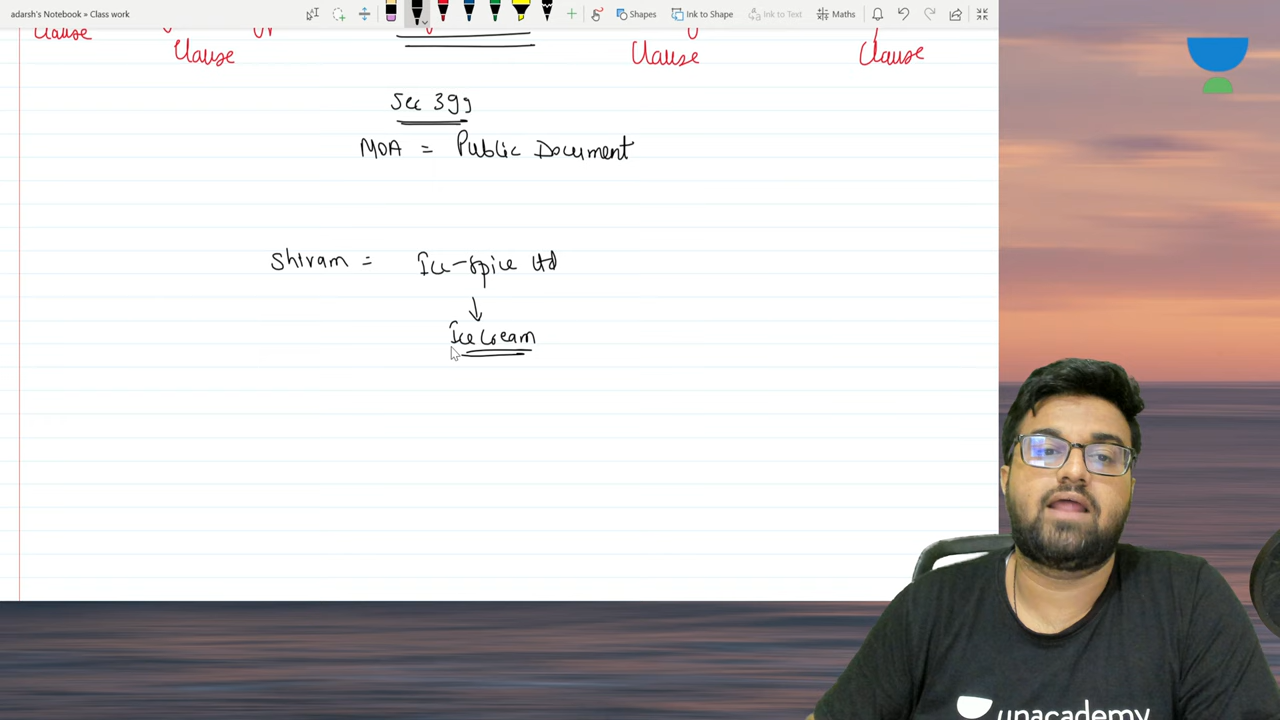 adarsh's Notebook » Class work
Shapes
Ink to Shape
Ink to Text
Maths
Clause
Clause
Clause
Clause
Sec 399
MOA = Public Document
Shivam = Ice-Spice Ltd
↓
Ice Cream
unacademy